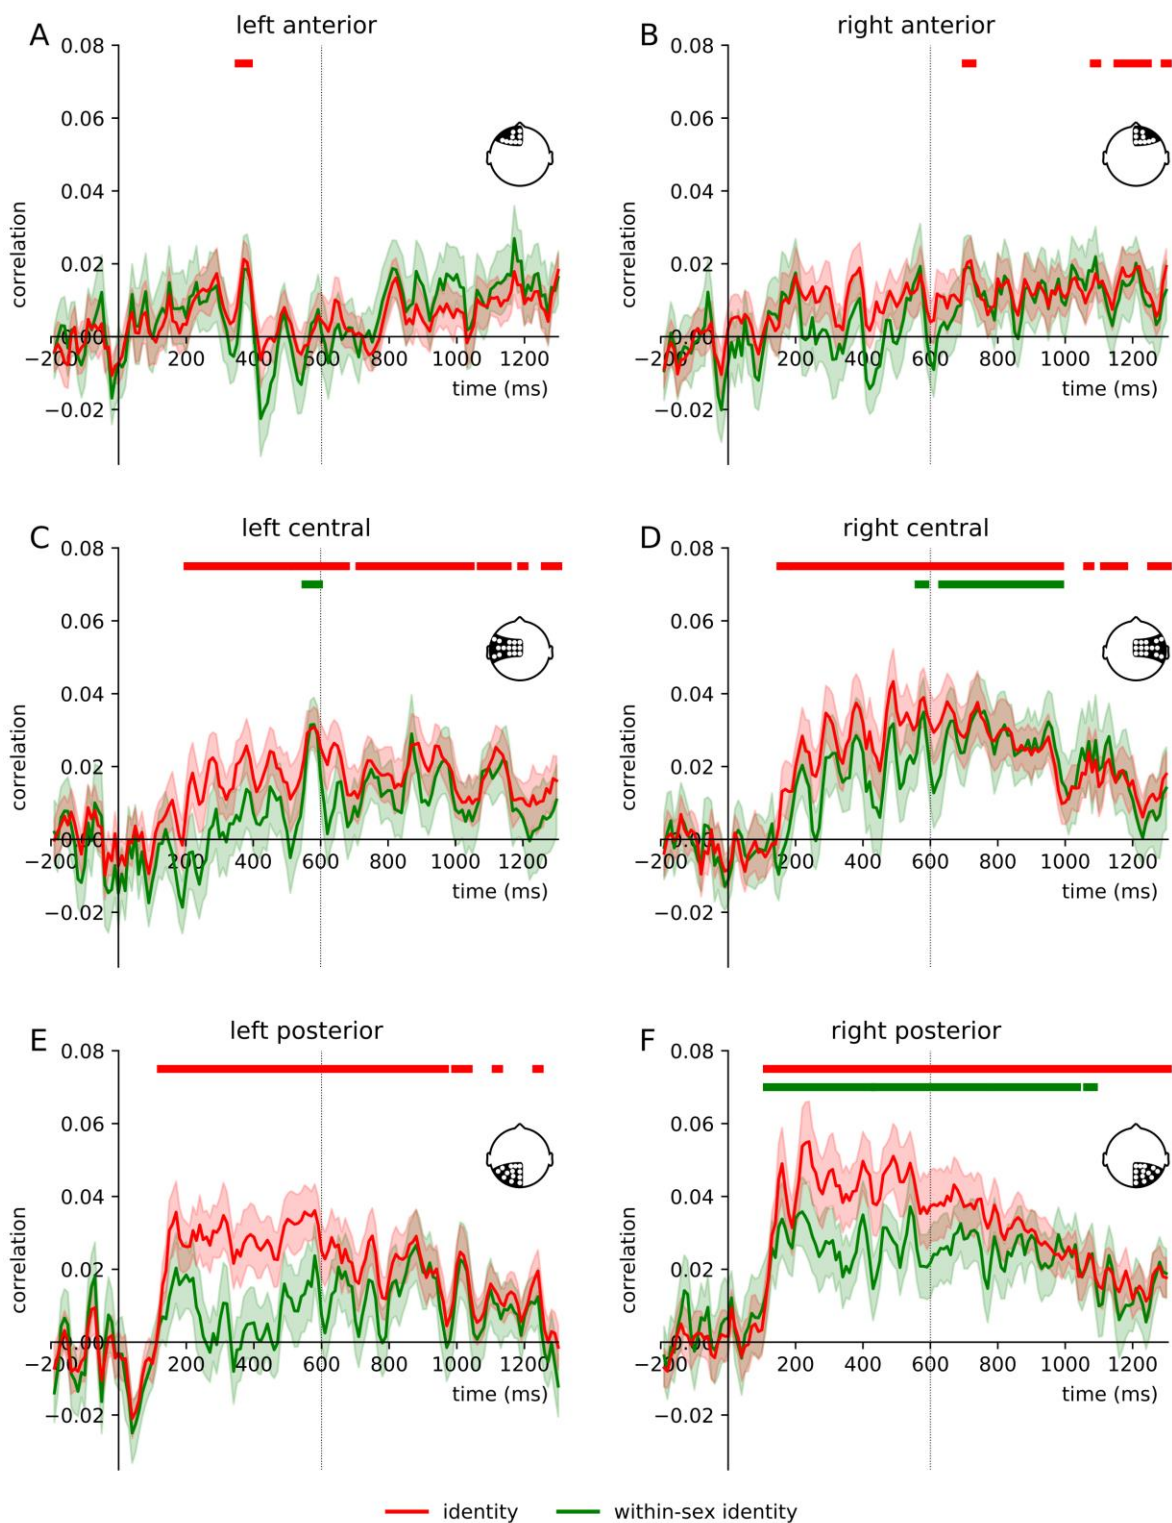 A left anterior
0.08
0.06
0.04
0.02
0.00
−0.02
correlation
−200 200 400 600 800 1000 1200
time (ms)
B right anterior
0.08
0.06
0.04
0.02
0.00
−0.02
correlation
−200 200 400 600 800 1000 1200
time (ms)
C left central
0.08
0.06
0.04
0.02
0.00
−0.02
correlation
−200 200 400 600 800 1000 1200
time (ms)
D right central
0.08
0.06
0.04
0.02
0.00
−0.02
correlation
−200 200 400 600 800 1000 1200
time (ms)
E left posterior
0.08
0.06
0.04
0.02
0.00
−0.02
correlation
−200 200 400 600 800 1000 1200
time (ms)
F right posterior
0.08
0.06
0.04
0.02
0.00
−0.02
correlation
−200 200 400 600 800 1000 1200
time (ms)
identity within-sex identity